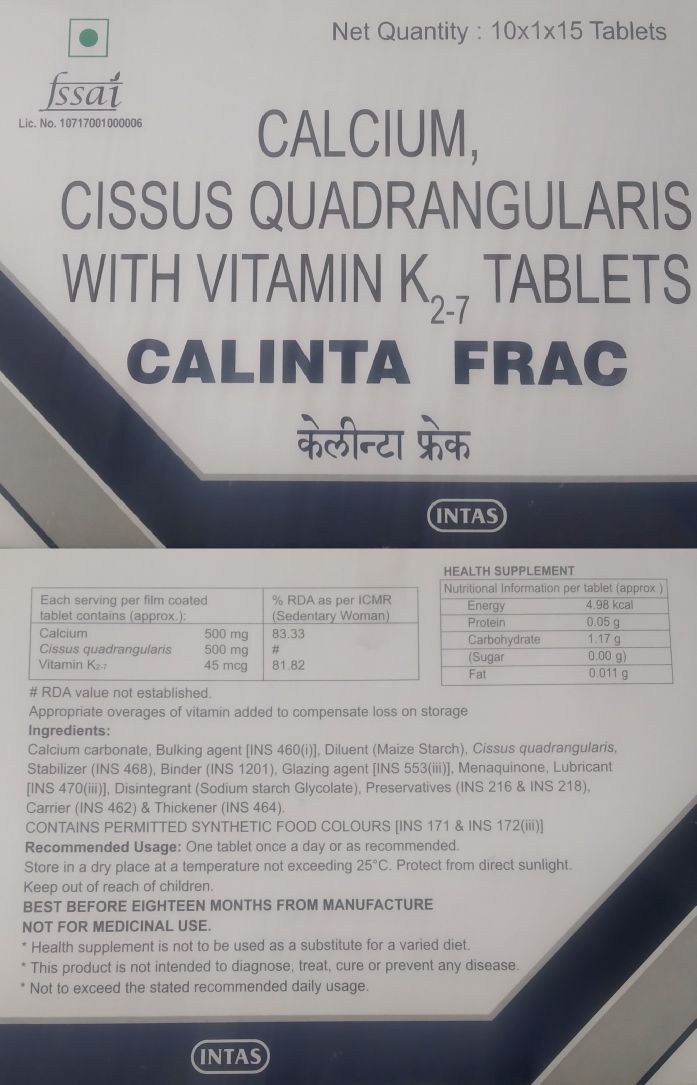 Net Quantity : 10x1x15 Tablets
fssai
Lic. No. 10717001000006
CALCIUM,
CISSUS QUADRANGULARIS
WITH VITAMIN K2-7 TABLETS
CALINTA FRAC
केलीन्टा फ्रेक
INTAS
Each serving per film coated tablet contains (approx.): % RDA as per ICMR (Sedentary Woman)
Calcium 500 mg 83.33
Cissus quadrangularis 500 mg #
Vitamin K2-7 45 mcg 81.82
HEALTH SUPPLEMENT
Nutritional Information per tablet (approx.)
Energy 4.98 kcal
Protein 0.05 g
Carbohydrate 1.17 g
(Sugar 0.00 g)
Fat 0.011 g
# RDA value not established.
Appropriate overages of vitamin added to compensate loss on storage
Ingredients:
Calcium carbonate, Bulking agent [INS 460(i)], Diluent (Maize Starch), Cissus quadrangularis,
Stabilizer (INS 468), Binder (INS 1201), Glazing agent [INS 553(iii)], Menaquinone, Lubricant
[INS 470(iii)], Disintegrant (Sodium starch Glycolate), Preservatives (INS 216 & INS 218),
Carrier (INS 462) & Thickener (INS 464).
CONTAINS PERMITTED SYNTHETIC FOOD COLOURS [INS 171 & INS 172(iii)]
Recommended Usage: One tablet once a day or as recommended.
Store in a dry place at a temperature not exceeding 25°C. Protect from direct sunlight.
Keep out of reach of children.
BEST BEFORE EIGHTEEN MONTHS FROM MANUFACTURE
NOT FOR MEDICINAL USE.
* Health supplement is not to be used as a substitute for a varied diet.
* This product is not intended to diagnose, treat, cure or prevent any disease.
* Not to exceed the stated recommended daily usage.
INTAS